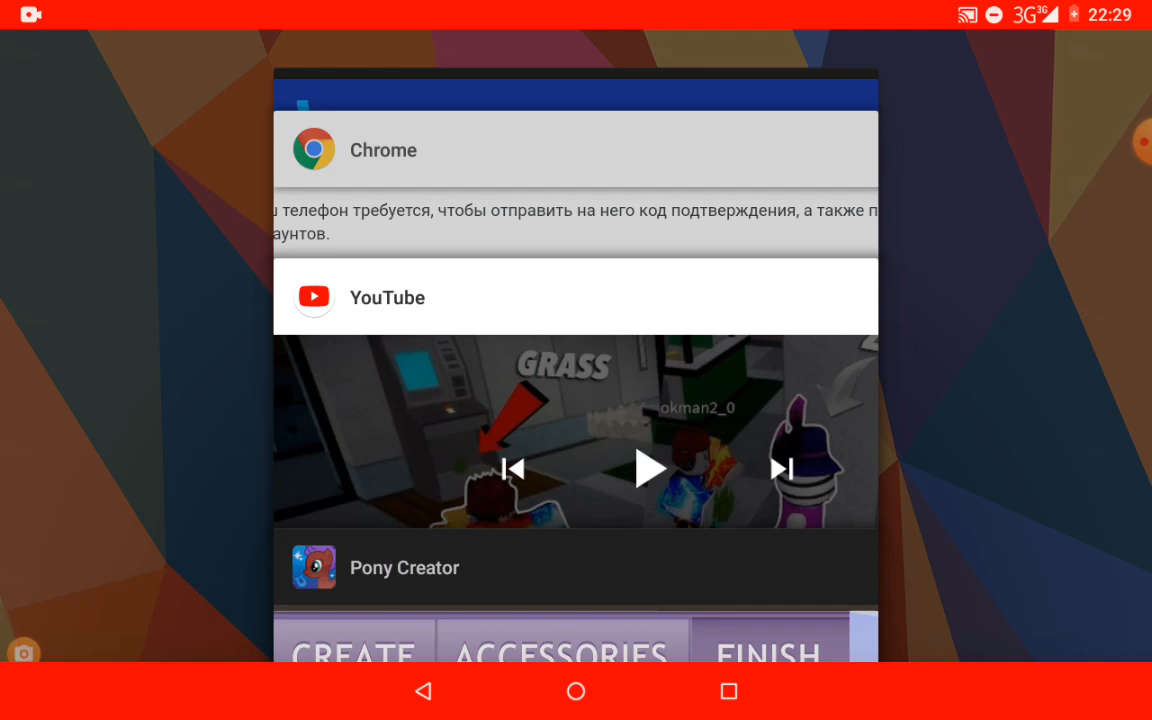 3G 3G 22:29
Chrome
телефон требуется, чтобы отправить на него код подтверждения, а также п
аунтов.
YouTube
GRASS
okman2_0
Pony Creator
CREATE ACCESSORIES FINISH